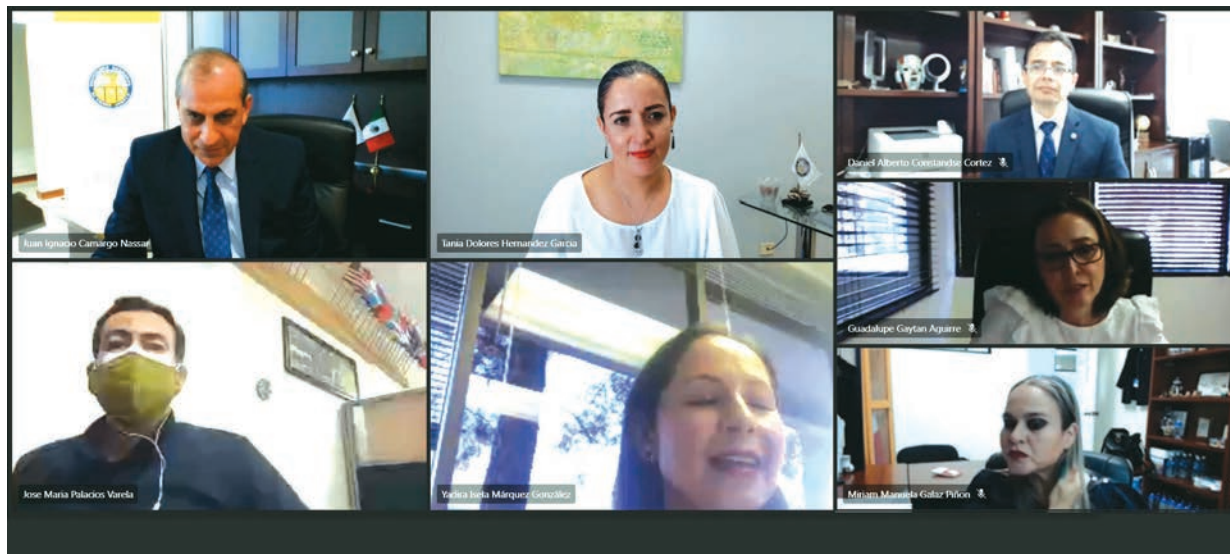 Juan Ignacio Camargo Nassar
Tania Dolores Hernandez Garcia
Daniel Alberto Constandse Cortez
Guadalupe Gaytan Aguirre
Jose Maria Palacios Varela
Yadira Isela Márquez González
Miriam Manuela Galaz Piñon